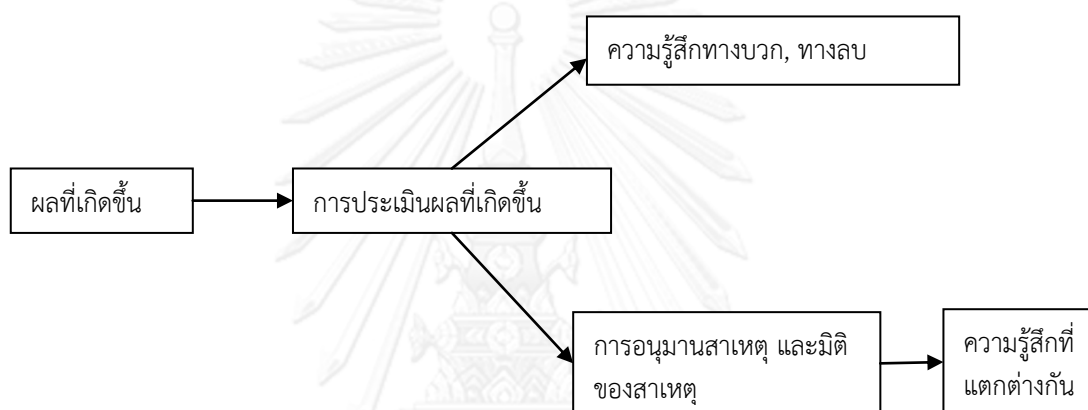 ความรู้สึกทางบวก, ทางลบ
ผลที่เกิดขึ้น
การประเมินผลที่เกิดขึ้น
การอนุมานสาเหตุ และมิติ
ของสาเหตุ
ความรู้สึกที่
แตกต่างกัน